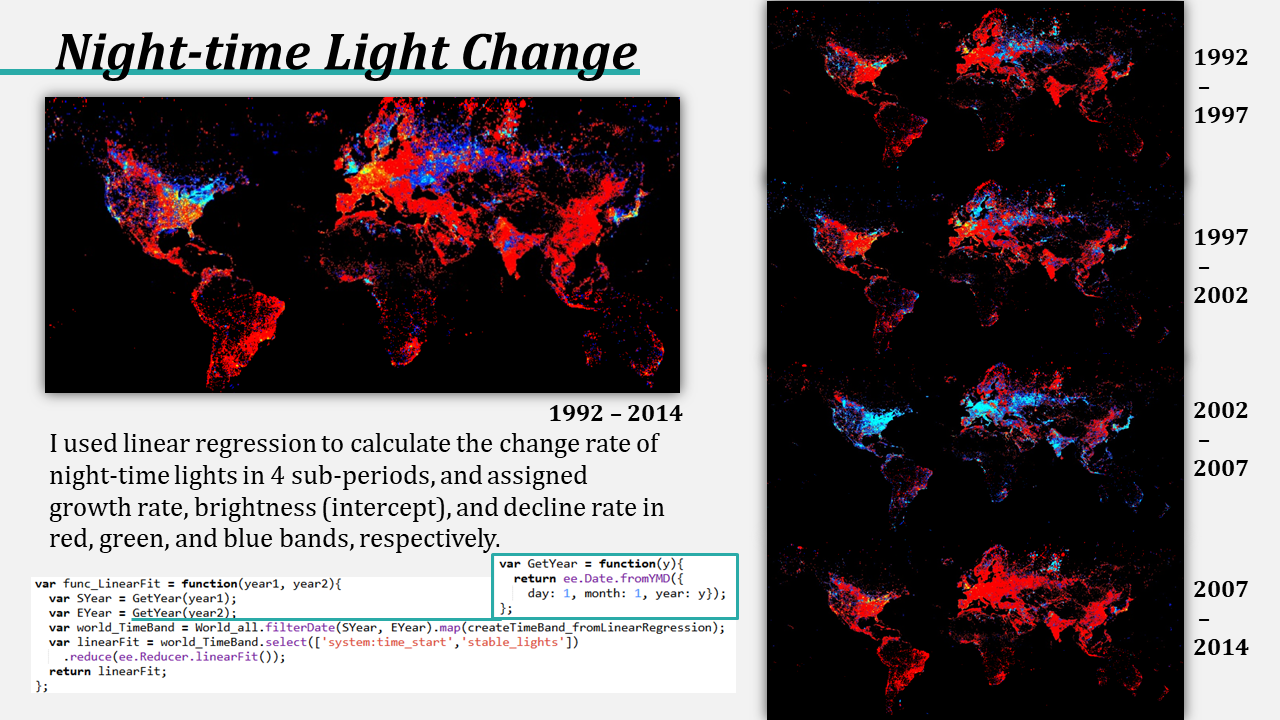 Night-time Light Change
1992 – 2014
I used linear regression to calculate the change rate of
night-time lights in 4 sub-periods, and assigned
growth rate, brightness (intercept), and decline rate in
red, green, and blue bands, respectively.
var GetYear = function(y){
  return ee.Date.fromYMD({
    day: 1, month: 1, year: y});
};
var func_LinearFit = function(year1, year2){
  var SYear = GetYear(year1);
  var EYear = GetYear(year2);
  var world_TimeBand = World_all.filterDate(SYear, EYear).map(createTimeBand_fromLinearRegression);
  var linearFit = world_TimeBand.select(['system:time_start','stable_lights'])
    .reduce(ee.Reducer.linearFit());
  return linearFit;
};
1992
–
1997
1997
–
2002
2002
–
2007
2007
–
2014